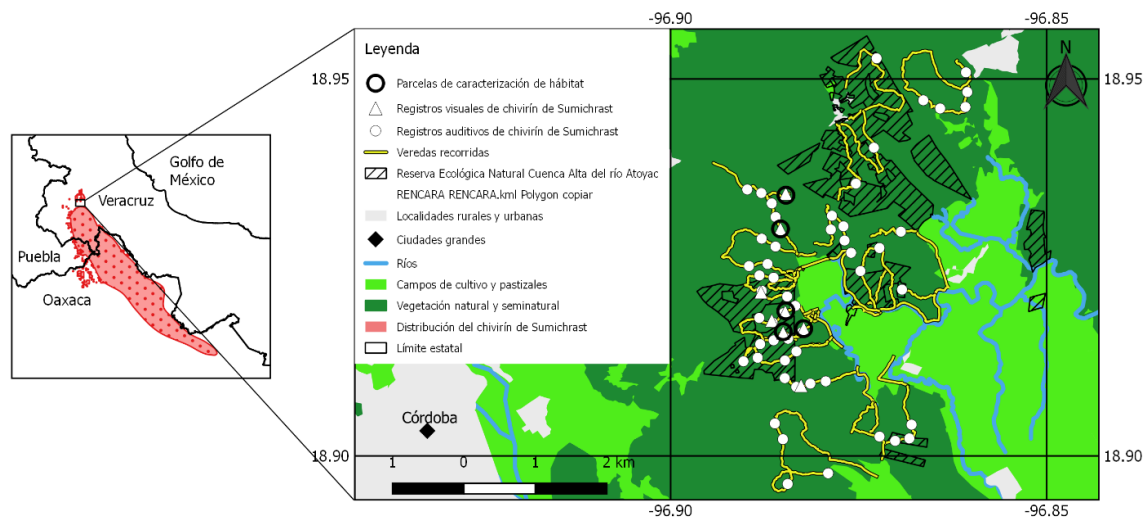 -96.90
-96.85
Leyenda
N
18.95
18.95
Parcelas de caracterización de hábitat
Registros visuales de chivirín de Sumichrast
Registros auditivos de chivirín de Sumichrast
Veredas recorridas
Reserva Ecológica Natural Cuenca Alta del río Atoyac
RENCARA RENCARA.kml Polygon copiar
Localidades rurales y urbanas
Ciudades grandes
Ríos
Campos de cultivo y pastizales
Vegetación natural y seminatural
Distribución del chivirín de Sumichrast
Límite estatal
Golfo de
México
Veracruz
Puebla
Oaxaca
Córdoba
18.90
18.90
1 0 1 2 km
-96.90
-96.85